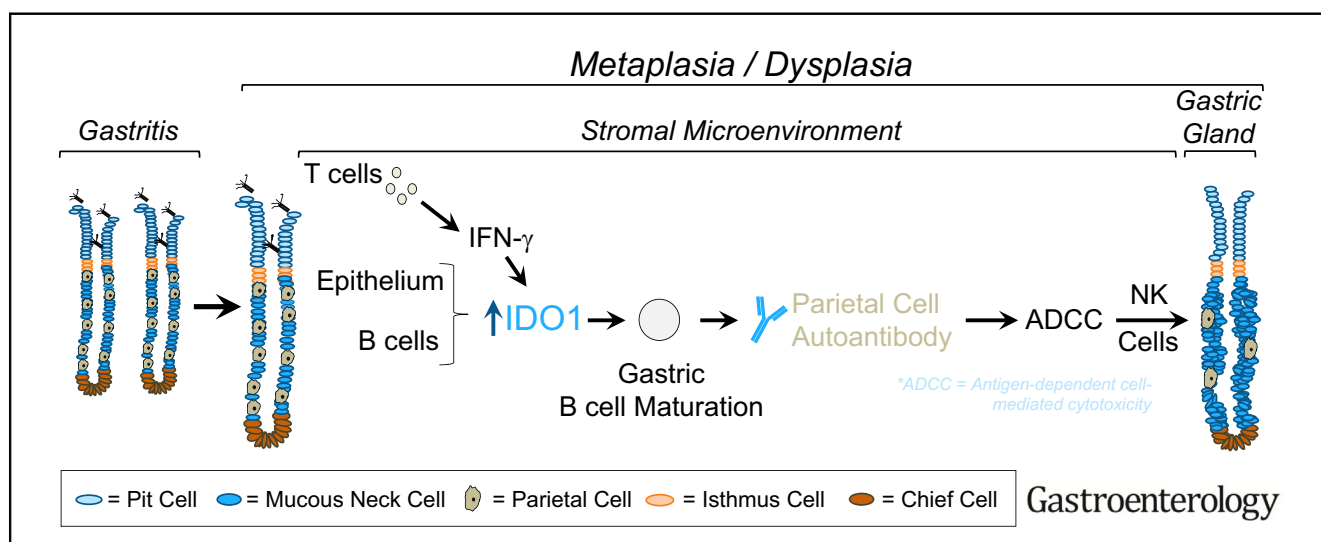 Metaplasia / Dysplasia
Gastritis
Stromal Microenvironment
Gastric
Gland
T cells
IFN-γ
Epithelium
B cells
IDO1
Gastric
B cell Maturation
Parietal Cell
Autoantibody
ADCC
NK
Cells
*ADCC = Antigen-dependent cell-
mediated cytotoxicity
= Pit Cell = Mucous Neck Cell = Parietal Cell = Isthmus Cell = Chief Cell
Gastroenterology